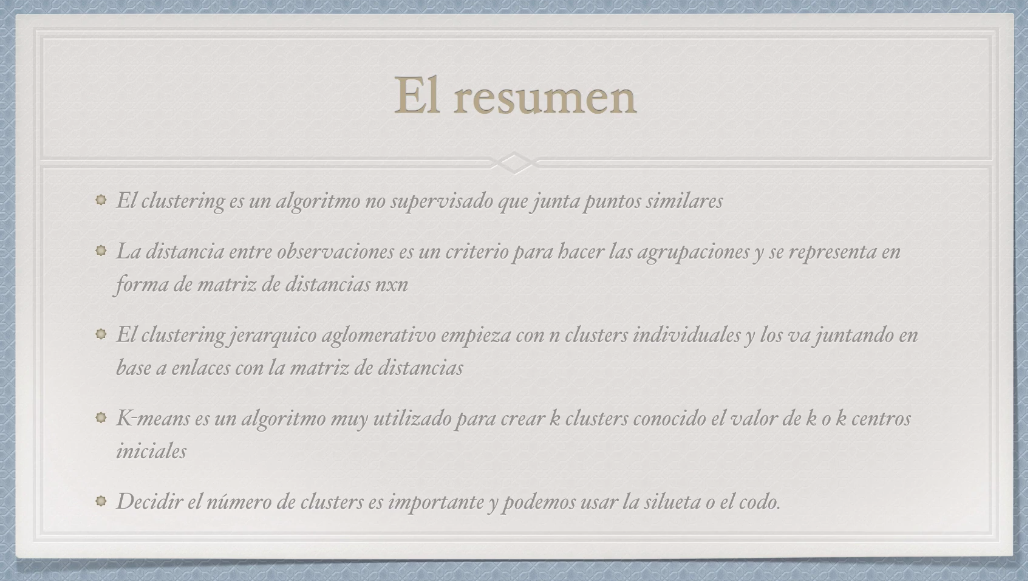 El resumen
El clustering es un algoritmo no supervisado que junta puntos similares
La distancia entre observaciones es un criterio para hacer las agrupaciones y se representa en
forma de matriz de distancias nxn
El clustering jerarquico aglomerativo empieza con n clusters individuales y los va juntando en
base a enlaces con la matriz de distancias
K-means es un algoritmo muy utilizado para crear k clusters conocido el valor de k o k centros
iniciales
Decidir el número de clusters es importante y podemos usar la silueta o el codo.